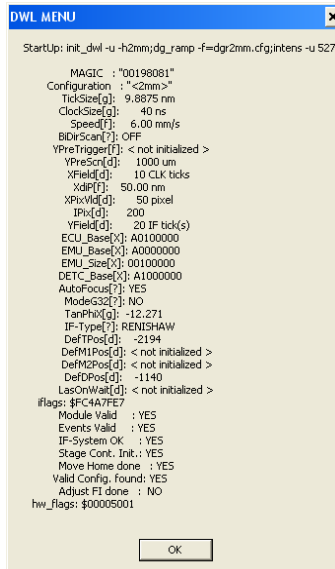 DWL MENU
StartUp: init_dwl -u -h2mm;dg_ramp -f=dgr2mm.cfg;intens -u 527
MAGIC : "00198081"
Configuration : "<2mm>"
TickSize[g]: 9.8875 nm
ClockSize[g]: 40 ns
Speed[f]: 6.00 mm/s
BiDirScan[?]: OFF
YPreTrigger[f]: < not initialized >
YPreScn[d]: 1000 um
XField[d]: 10 CLK ticks
XdiP[f]: 50.00 nm
XPixVld[d]: 50 pixel
IPix[d]: 200
YField[d]: 20 IF tick(s)
ECU_Base[X]: A0100000
EMU_Base[X]: A0000000
EMU_Size[X]: 00100000
DETC_Base[X]: A1000000
AutoFocus[?]: YES
ModeG32[?]: NO
TanPhiX[g]: -12.271
IF-Type[?]: RENISHAW
DefTPos[d]: -2194
DefM1Pos[d]: < not initialized >
DefM2Pos[d]: < not initialized >
DefDPos[d]: -1140
LasOnWait[d]: < not initialized >
iflags: $FC4A7FE7
Module Valid : YES
Events Valid : YES
IF-System OK : YES
Stage Cont. Init.: YES
Move Home done : YES
Valid Config. found: YES
Adjust FI done : NO
hw_flags: $00005001
OK